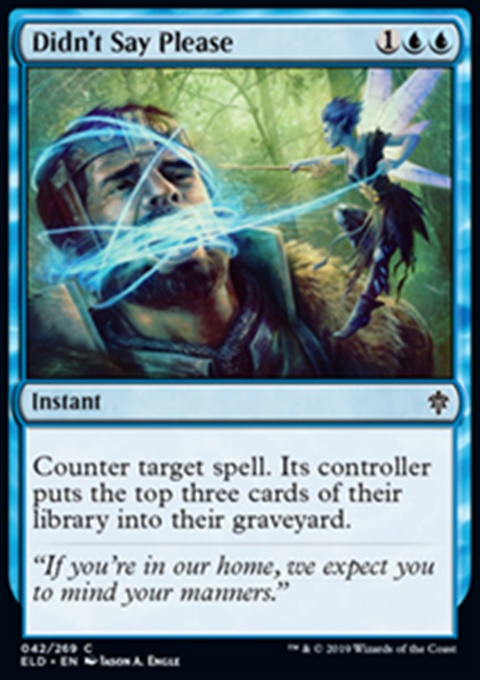 Didn't Say Please 1
Instant
Counter target spell. Its controller
puts the top three cards of their
library into their graveyard.
"If you're in our home, we expect you
to mind your manners."
042/269 C
ELD • EN Jason A. Engle
™ & © 2019 Wizards of the Coast